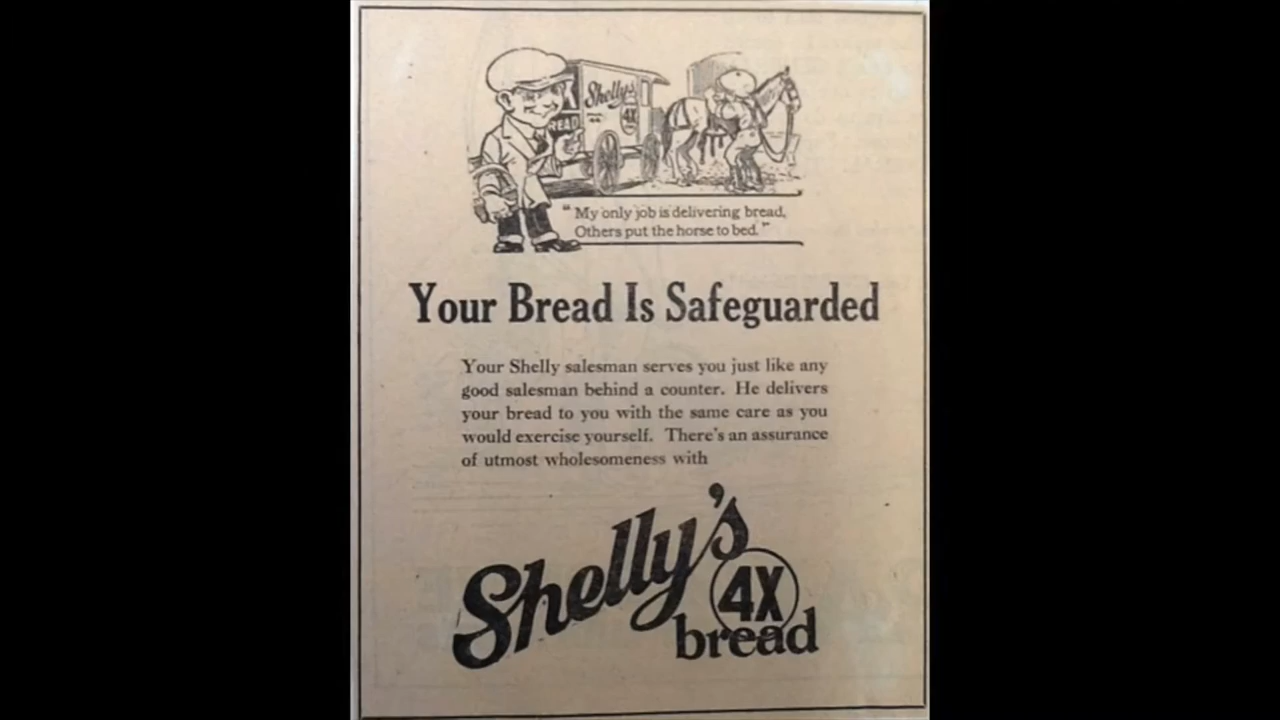 Shelly's
4X
READ
" My only job is delivering bread,
Others put the horse to bed. "
Your Bread Is Safeguarded
Your Shelly salesman serves you just like any
good salesman behind a counter. He delivers
your bread to you with the same care as you
would exercise yourself. There's an assurance
of utmost wholesomeness with
Shelly's
4X
bread